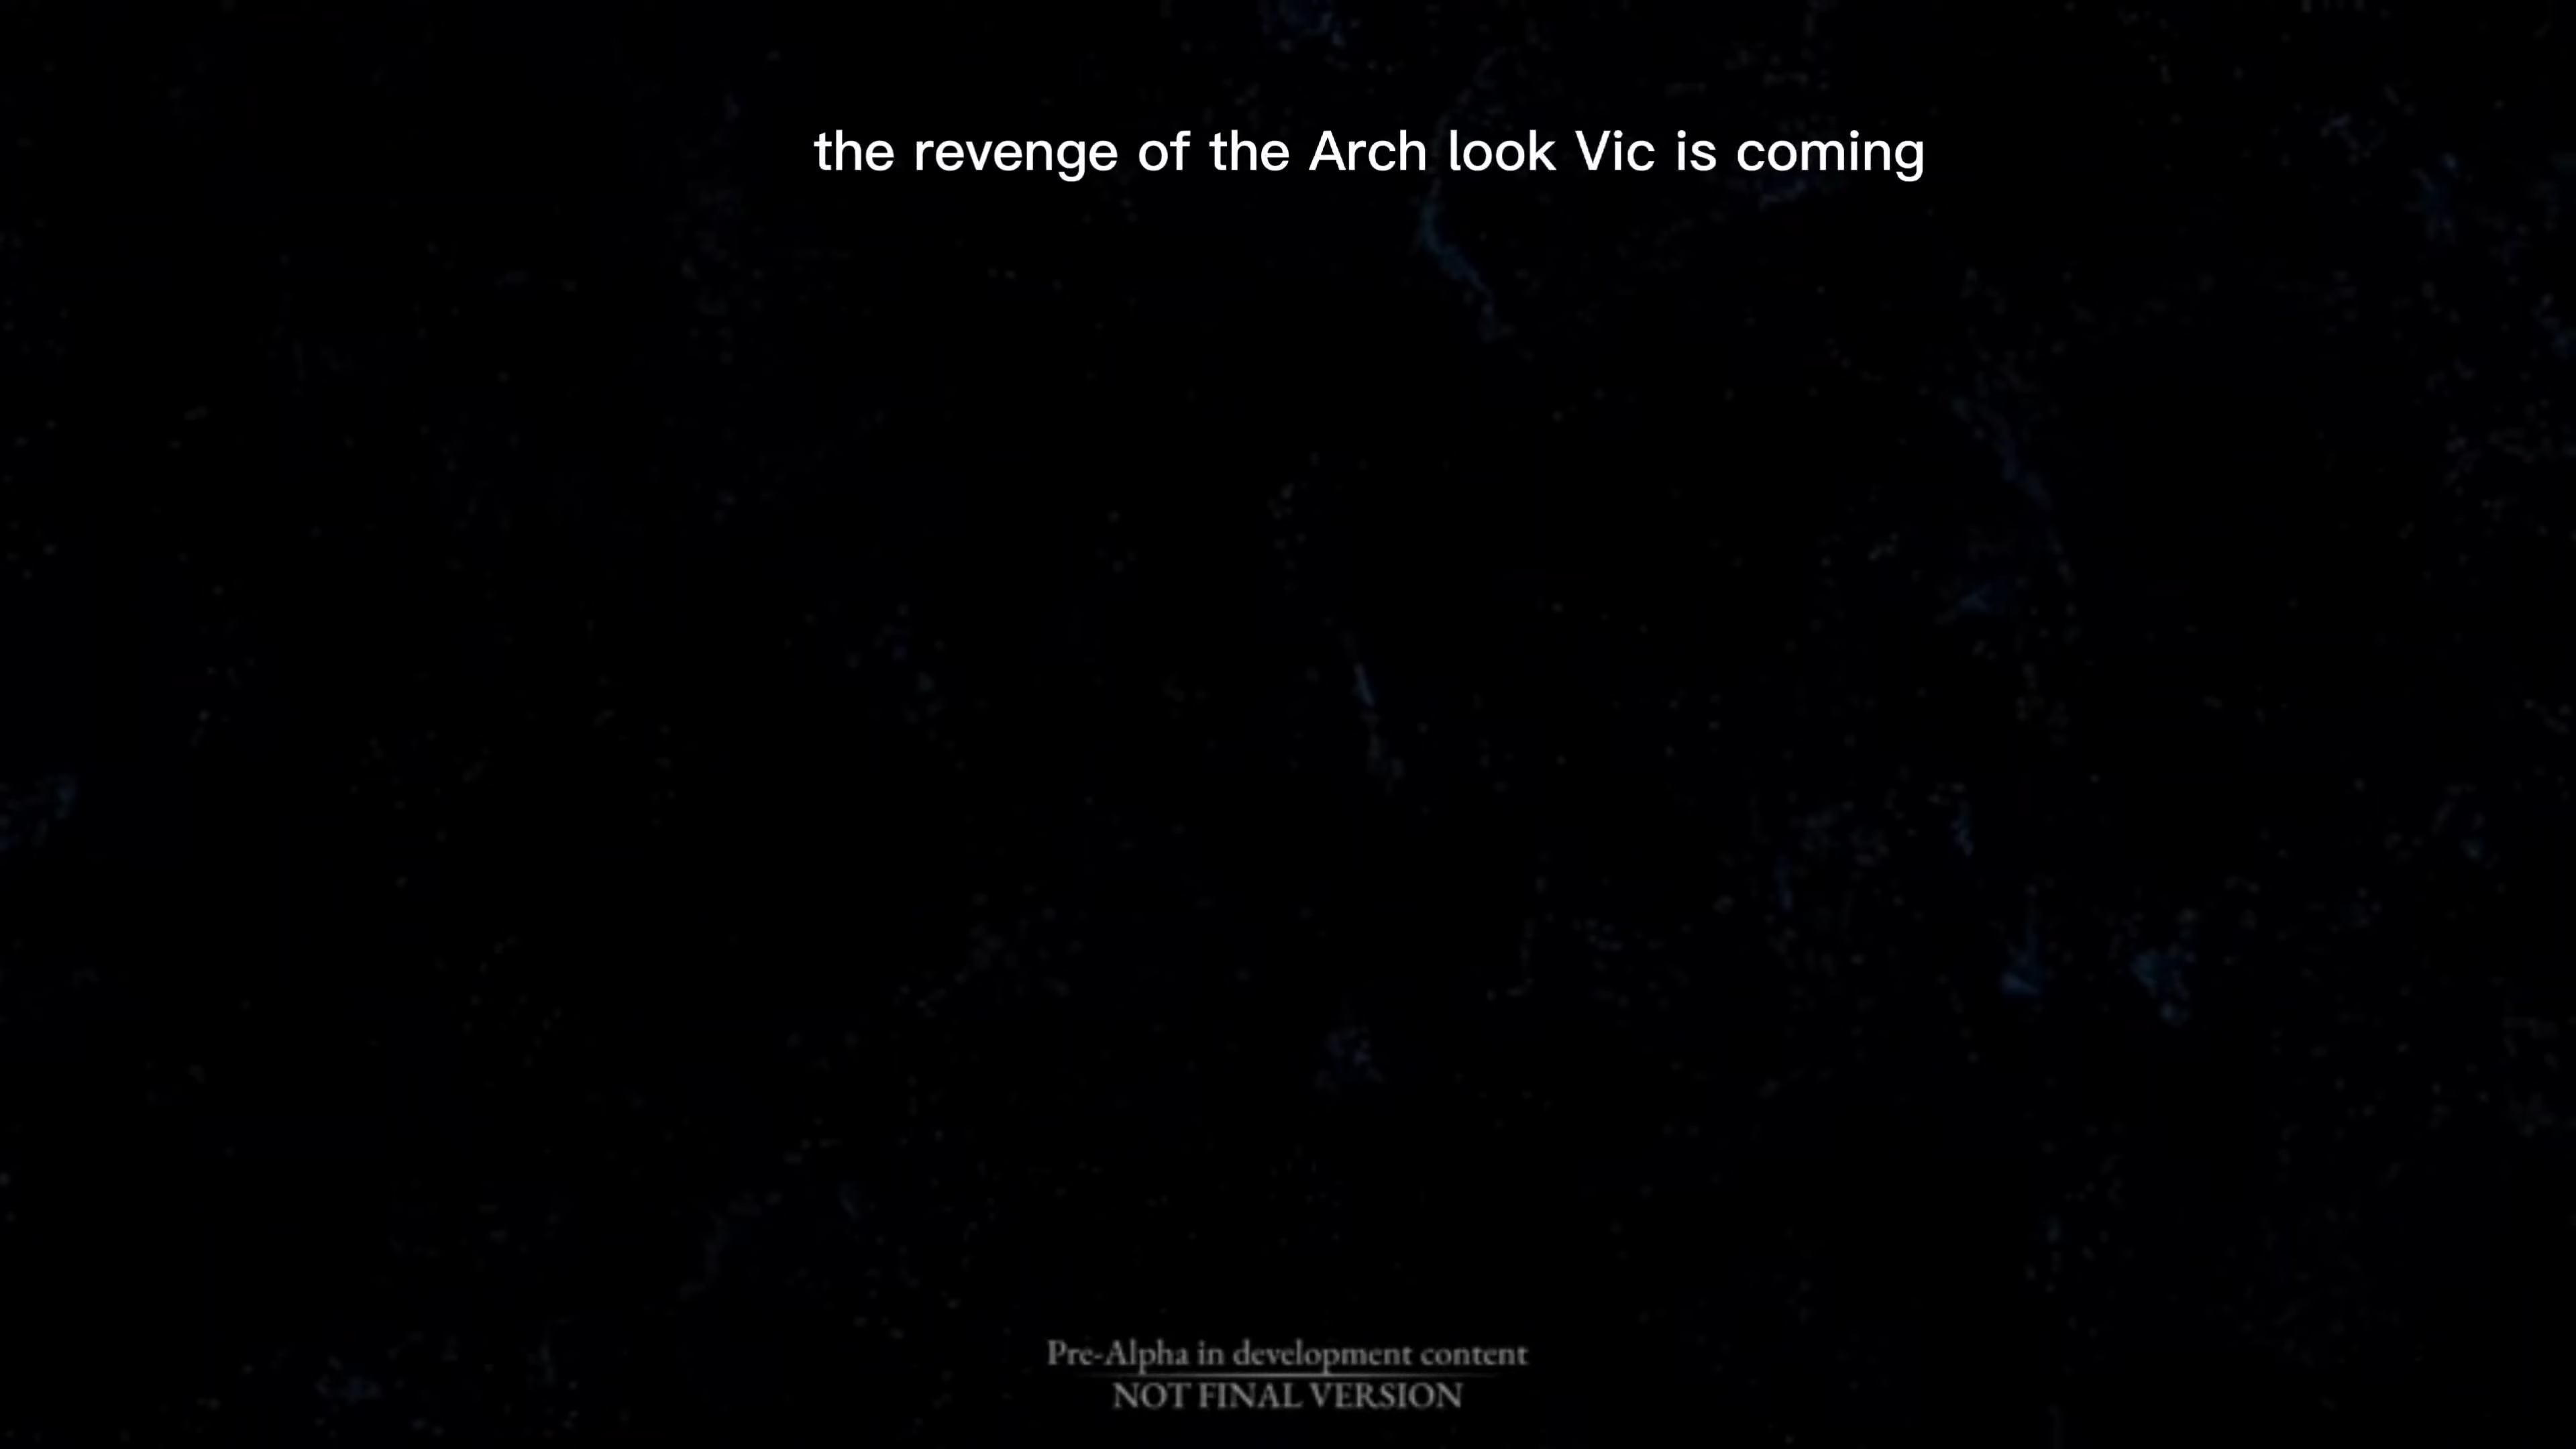 the revenge of the Arch look Vic is coming
Pre-Alpha in development content
NOT FINAL VERSION